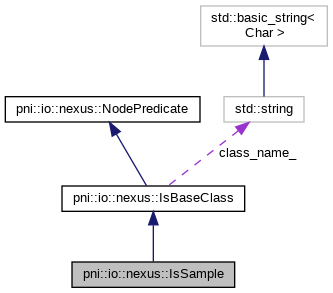 std::basic_string<
Char >
pni::io::nexus::NodePredicate
std::string
class_name_
pni::io::nexus::IsBaseClass
pni::io::nexus::IsSample